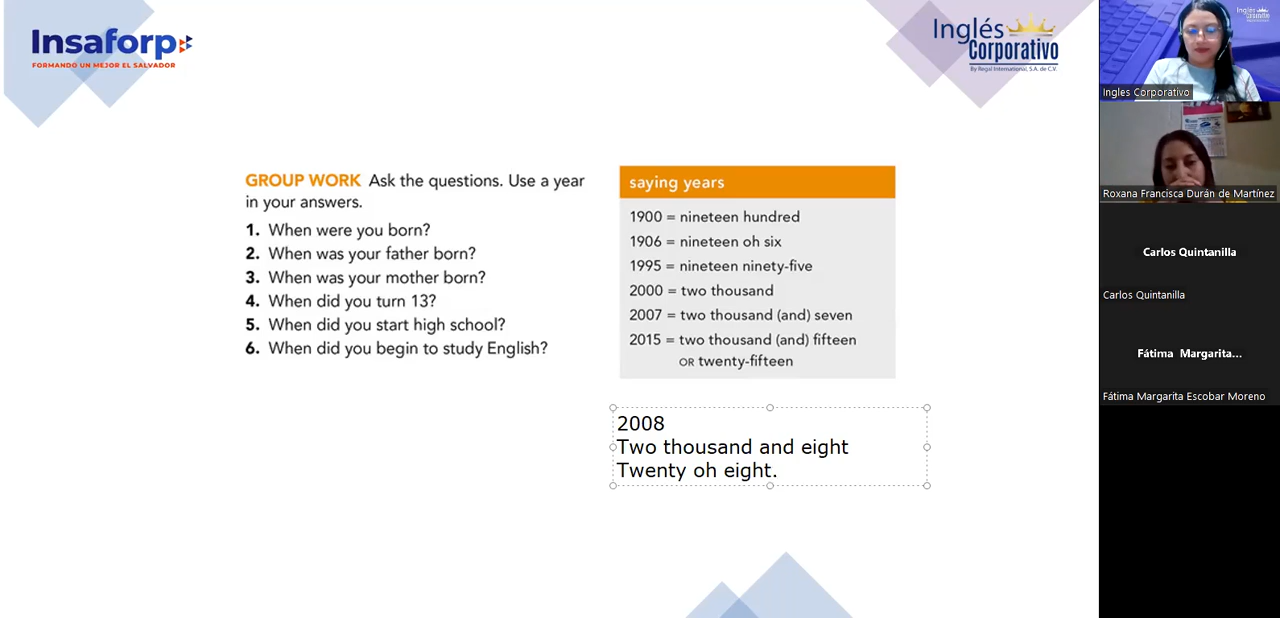 Insaforp
FORMANDO UN MEJOR EL SALVADOR
Inglés
Corporativo
By Regal International, S.A. de C.V.
GROUP WORK Ask the questions. Use a year
in your answers.
1. When were you born?
2. When was your father born?
3. When was your mother born?
4. When did you turn 13?
5. When did you start high school?
6. When did you begin to study English?
saying years
1900 = nineteen hundred
1906 = nineteen oh six
1995 = nineteen ninety-five
2000 = two thousand
2007 = two thousand (and) seven
2015 = two thousand (and) fifteen
OR twenty-fifteen
2008
Two thousand and eight
Twenty oh eight.
Ingles Corporativo
Roxana Francisca Durán de Martínez
Carlos Quintanilla
Carlos Quintanilla
Fátima Margarita...
Fátima Margarita Escobar Moreno